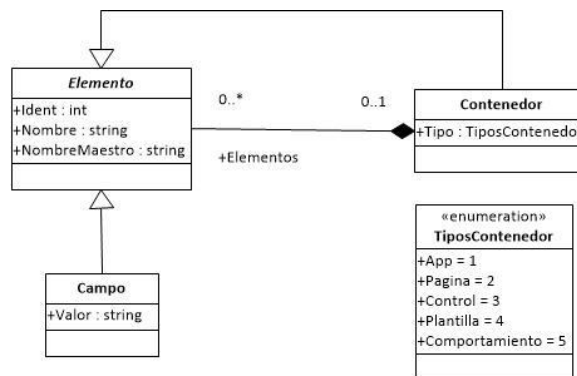 Elemento
+Ident : int
+Nombre : string
+NombreMaestro : string
0..*
0..1
+Elementos
Contenedor
+Tipo : TiposContenedo
Campo
+Valor : string
«enumeration»
TiposContenedor
+App = 1
+Pagina = 2
+Control = 3
+Plantilla = 4
+Comportamiento = 5